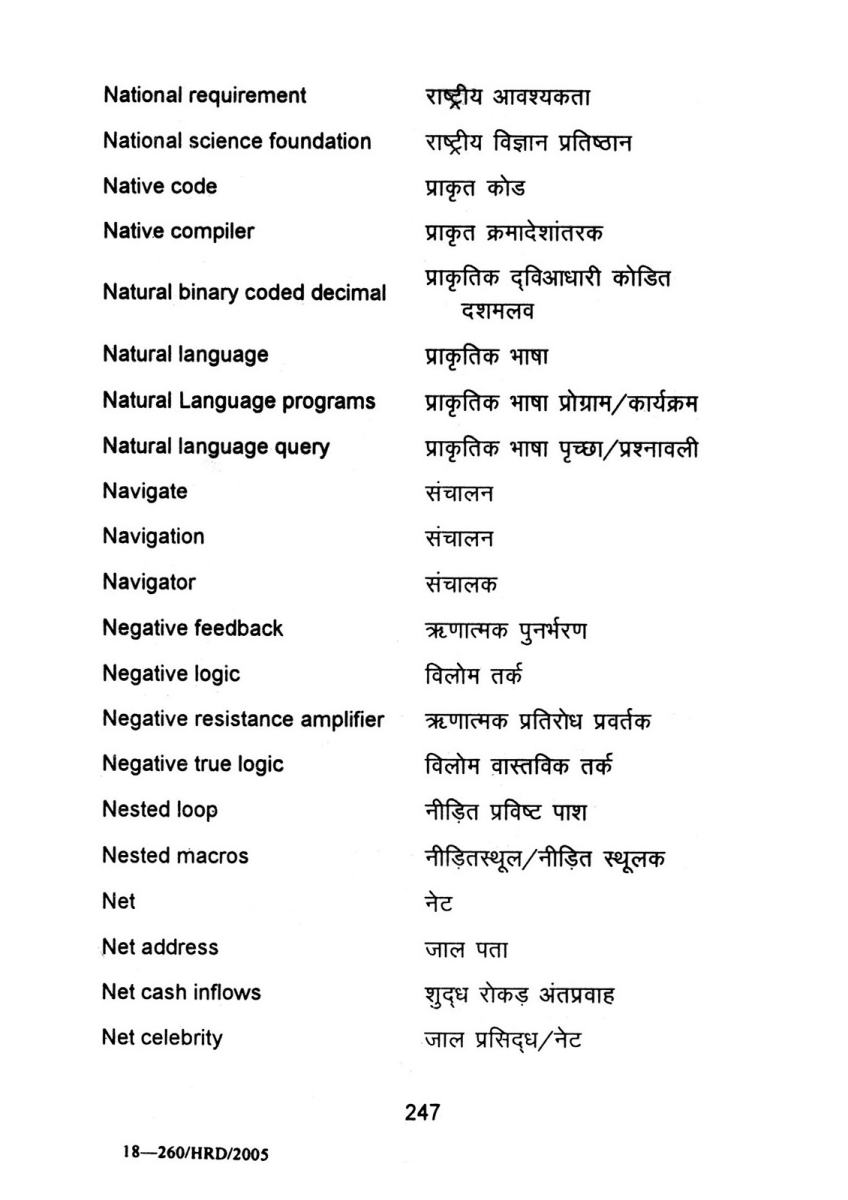 National requirement राष्ट्रीय आवश्यकता
National science foundation राष्ट्रीय विज्ञान प्रतिष्ठान
Native code प्राकृत कोड
Native compiler प्राकृत क्रमादेशांतरक
Natural binary coded decimal प्राकृतिक द्‌विआधारी कोडित
दशमलव
Natural language प्राकृतिक भाषा
Natural Language programs प्राकृतिक भाषा प्रोग्राम/कार्यक्रम
Natural language query प्राकृतिक भाषा पृच्छा/प्रश्नावली
Navigate संचालन
Navigation संचालन
Navigator संचालक
Negative feedback ऋणात्मक पुनर्भरण
Negative logic विलोम तर्क
Negative resistance amplifier ऋणात्मक प्रतिरोध प्रवर्तक
Negative true logic विलोम वास्तविक तर्क
Nested loop नीड़ित प्रविष्ट पाश
Nested macros नीड़ितस्थूल/नीड़ित स्थूलक
Net नेट
Net address जाल पता
Net cash inflows शुद्‌ध रोकड़ अंतप्रवाह
Net celebrity जाल प्रसिद्‌ध/नेट
247
18—260/HRD/2005